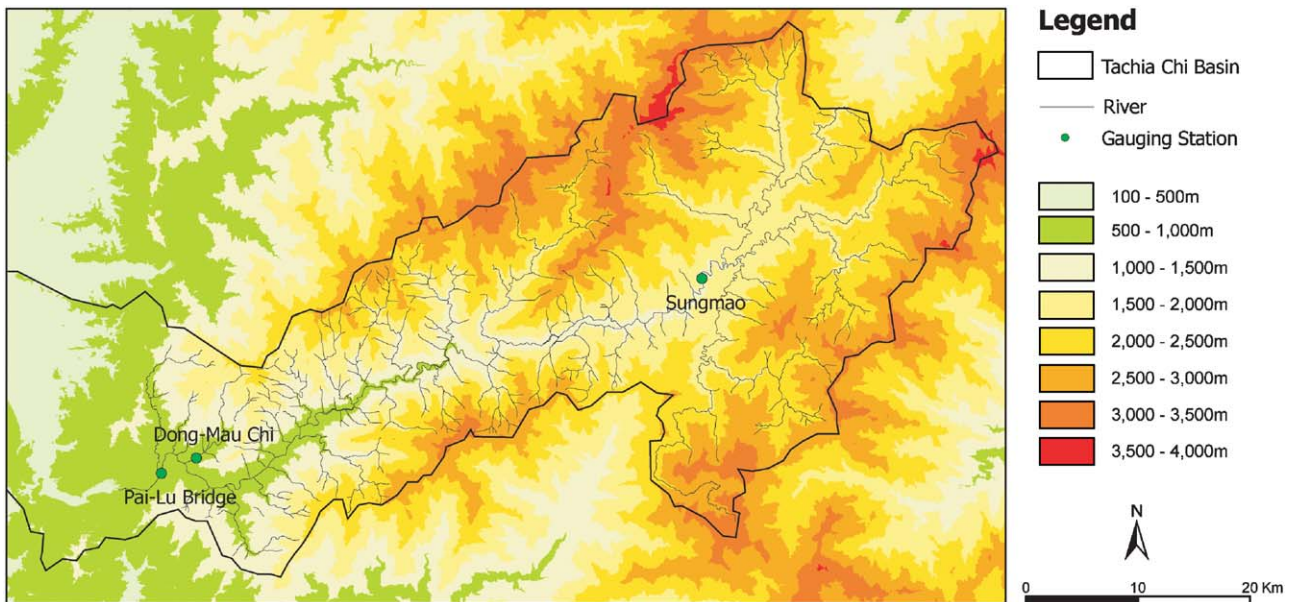 Sungmao
Dong-Mau Chi
Pai-Lu Bridge
Legend
Tachia Chi Basin
River
Gauging Station
100 - 500m
500 - 1,000m
1,000 - 1,500m
1,500 - 2,000m
2,000 - 2,500m
2,500 - 3,000m
3,000 - 3,500m
3,500 - 4,000m
N
0 10 20 Km